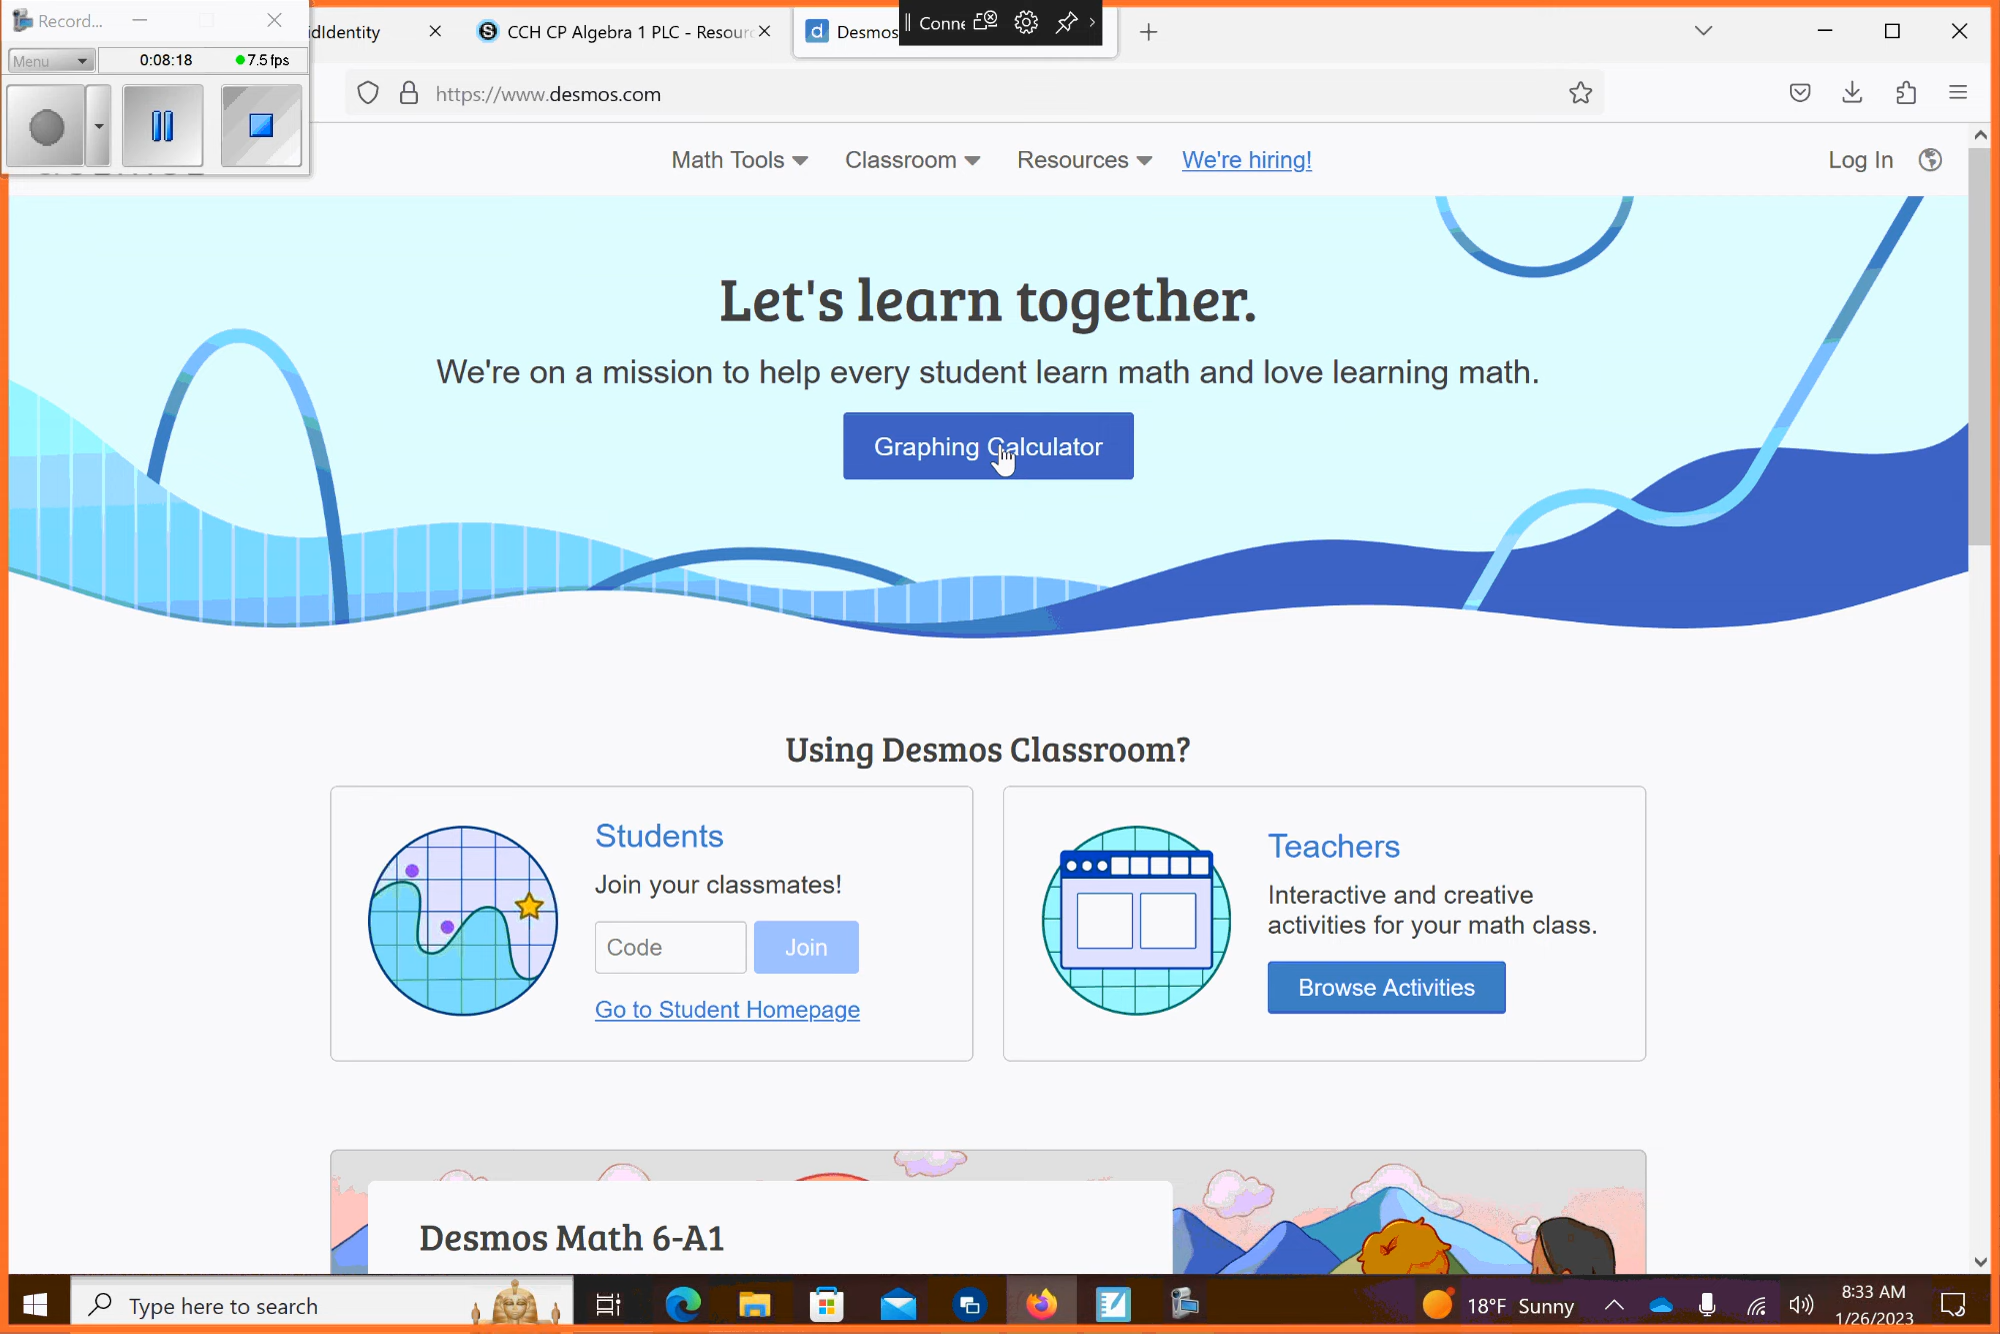 Record...
idIdentity
CCH CP Algebra 1 PLC - Resour
Desmos
Conne
Menu
0:08:18
7.5 fps
https://www.desmos.com
Math Tools
Classroom
Resources
We're hiring!
Log In
Let's learn together.
We're on a mission to help every student learn math and love learning math.
Graphing Calculator
Using Desmos Classroom?
Students
Join your classmates!
Code
Join
Go to Student Homepage
Teachers
Interactive and creative
activities for your math class.
Browse Activities
Desmos Math 6-A1
Type here to search
18°F Sunny
8:33 AM
1/26/2023